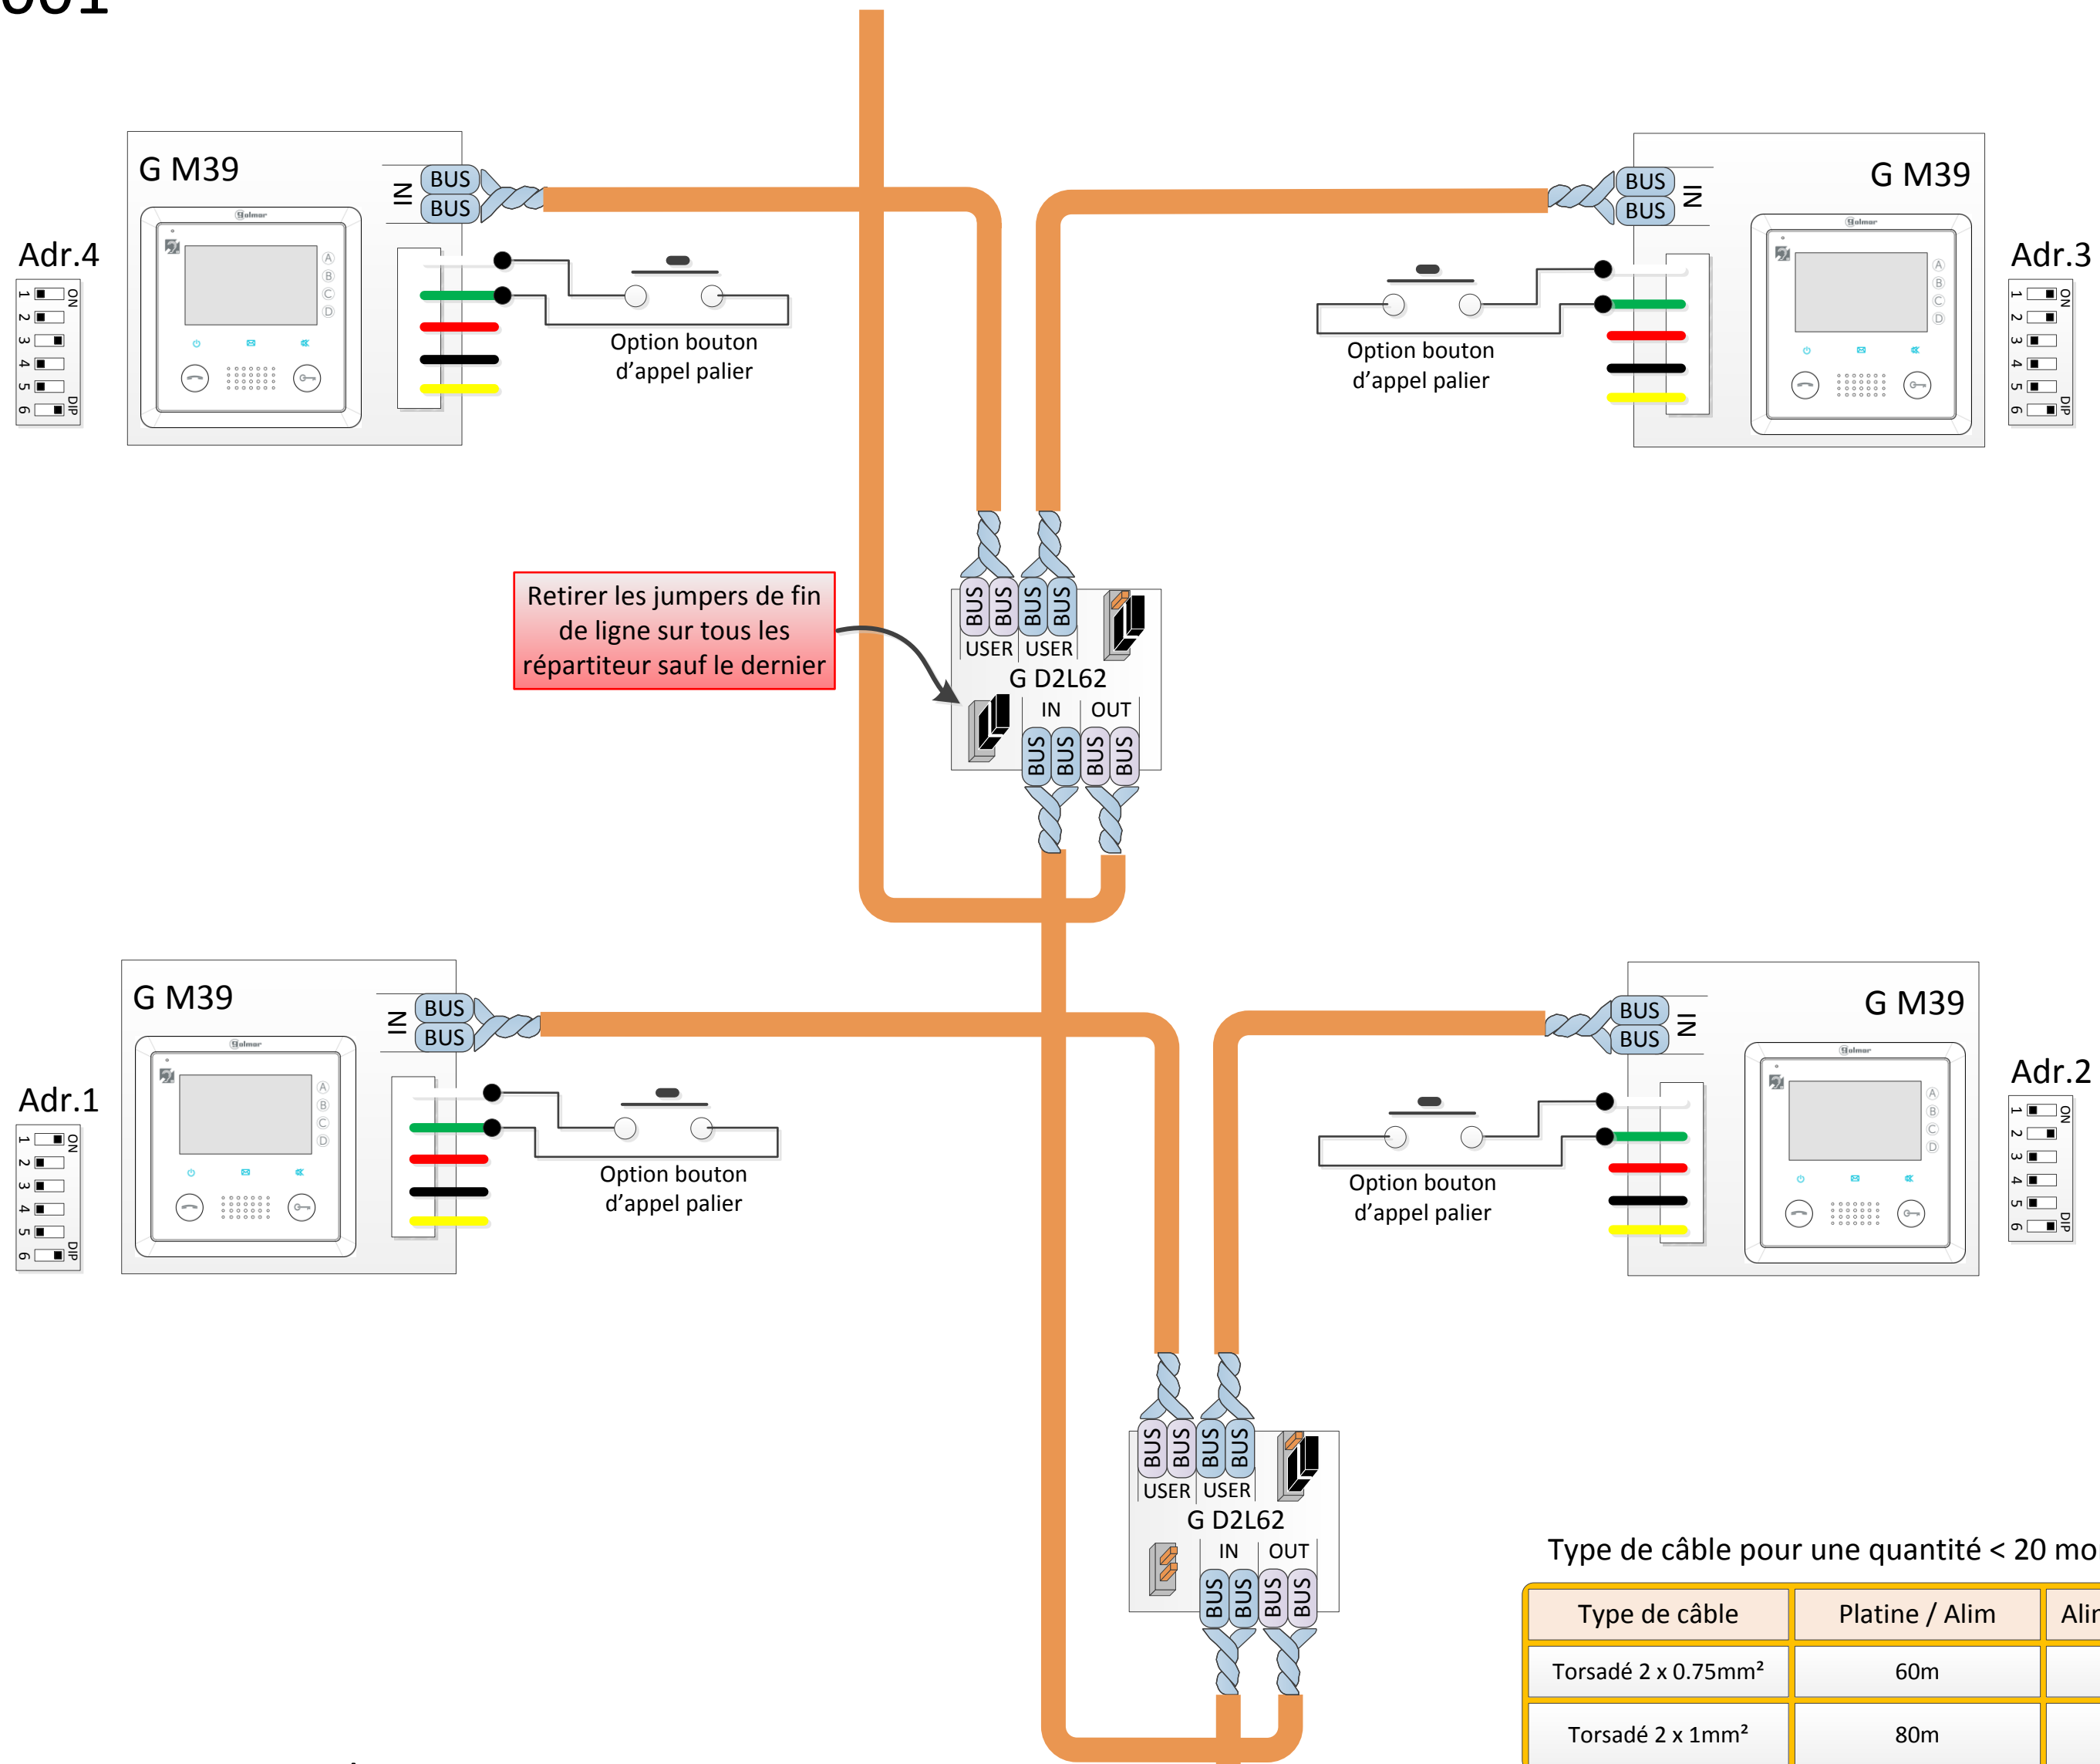 G M39
IN
BUS
BUS
Adr.4
ON
1
2
3
4
5
6
DIP
golmar
A
B
C
D
Option bouton
d'appel palier
G M39
BUS
BUS
IN
Adr.3
ON
1
2
3
4
5
6
DIP
golmar
A
B
C
D
Option bouton
d'appel palier
Retirer les jumpers de fin
de ligne sur tous les
répartiteur sauf le dernier
BUS BUS BUS BUS
USER USER
G D2L62
IN OUT
BUS BUS BUS BUS
G M39
IN
BUS
BUS
Adr.1
ON
1
2
3
4
5
6
DIP
golmar
A
B
C
D
Option bouton
d'appel palier
G M39
BUS
BUS
IN
Adr.2
ON
1
2
3
4
5
6
DIP
golmar
A
B
C
D
Option bouton
d'appel palier
BUS BUS BUS BUS
USER USER
G D2L62
IN OUT
BUS BUS BUS BUS
Type de câble pour une quantité < 20 mo
Type de câble Platine / Alim
Torsadé 2 x 0.75mm² 60m
Torsadé 2 x 1mm² 80m